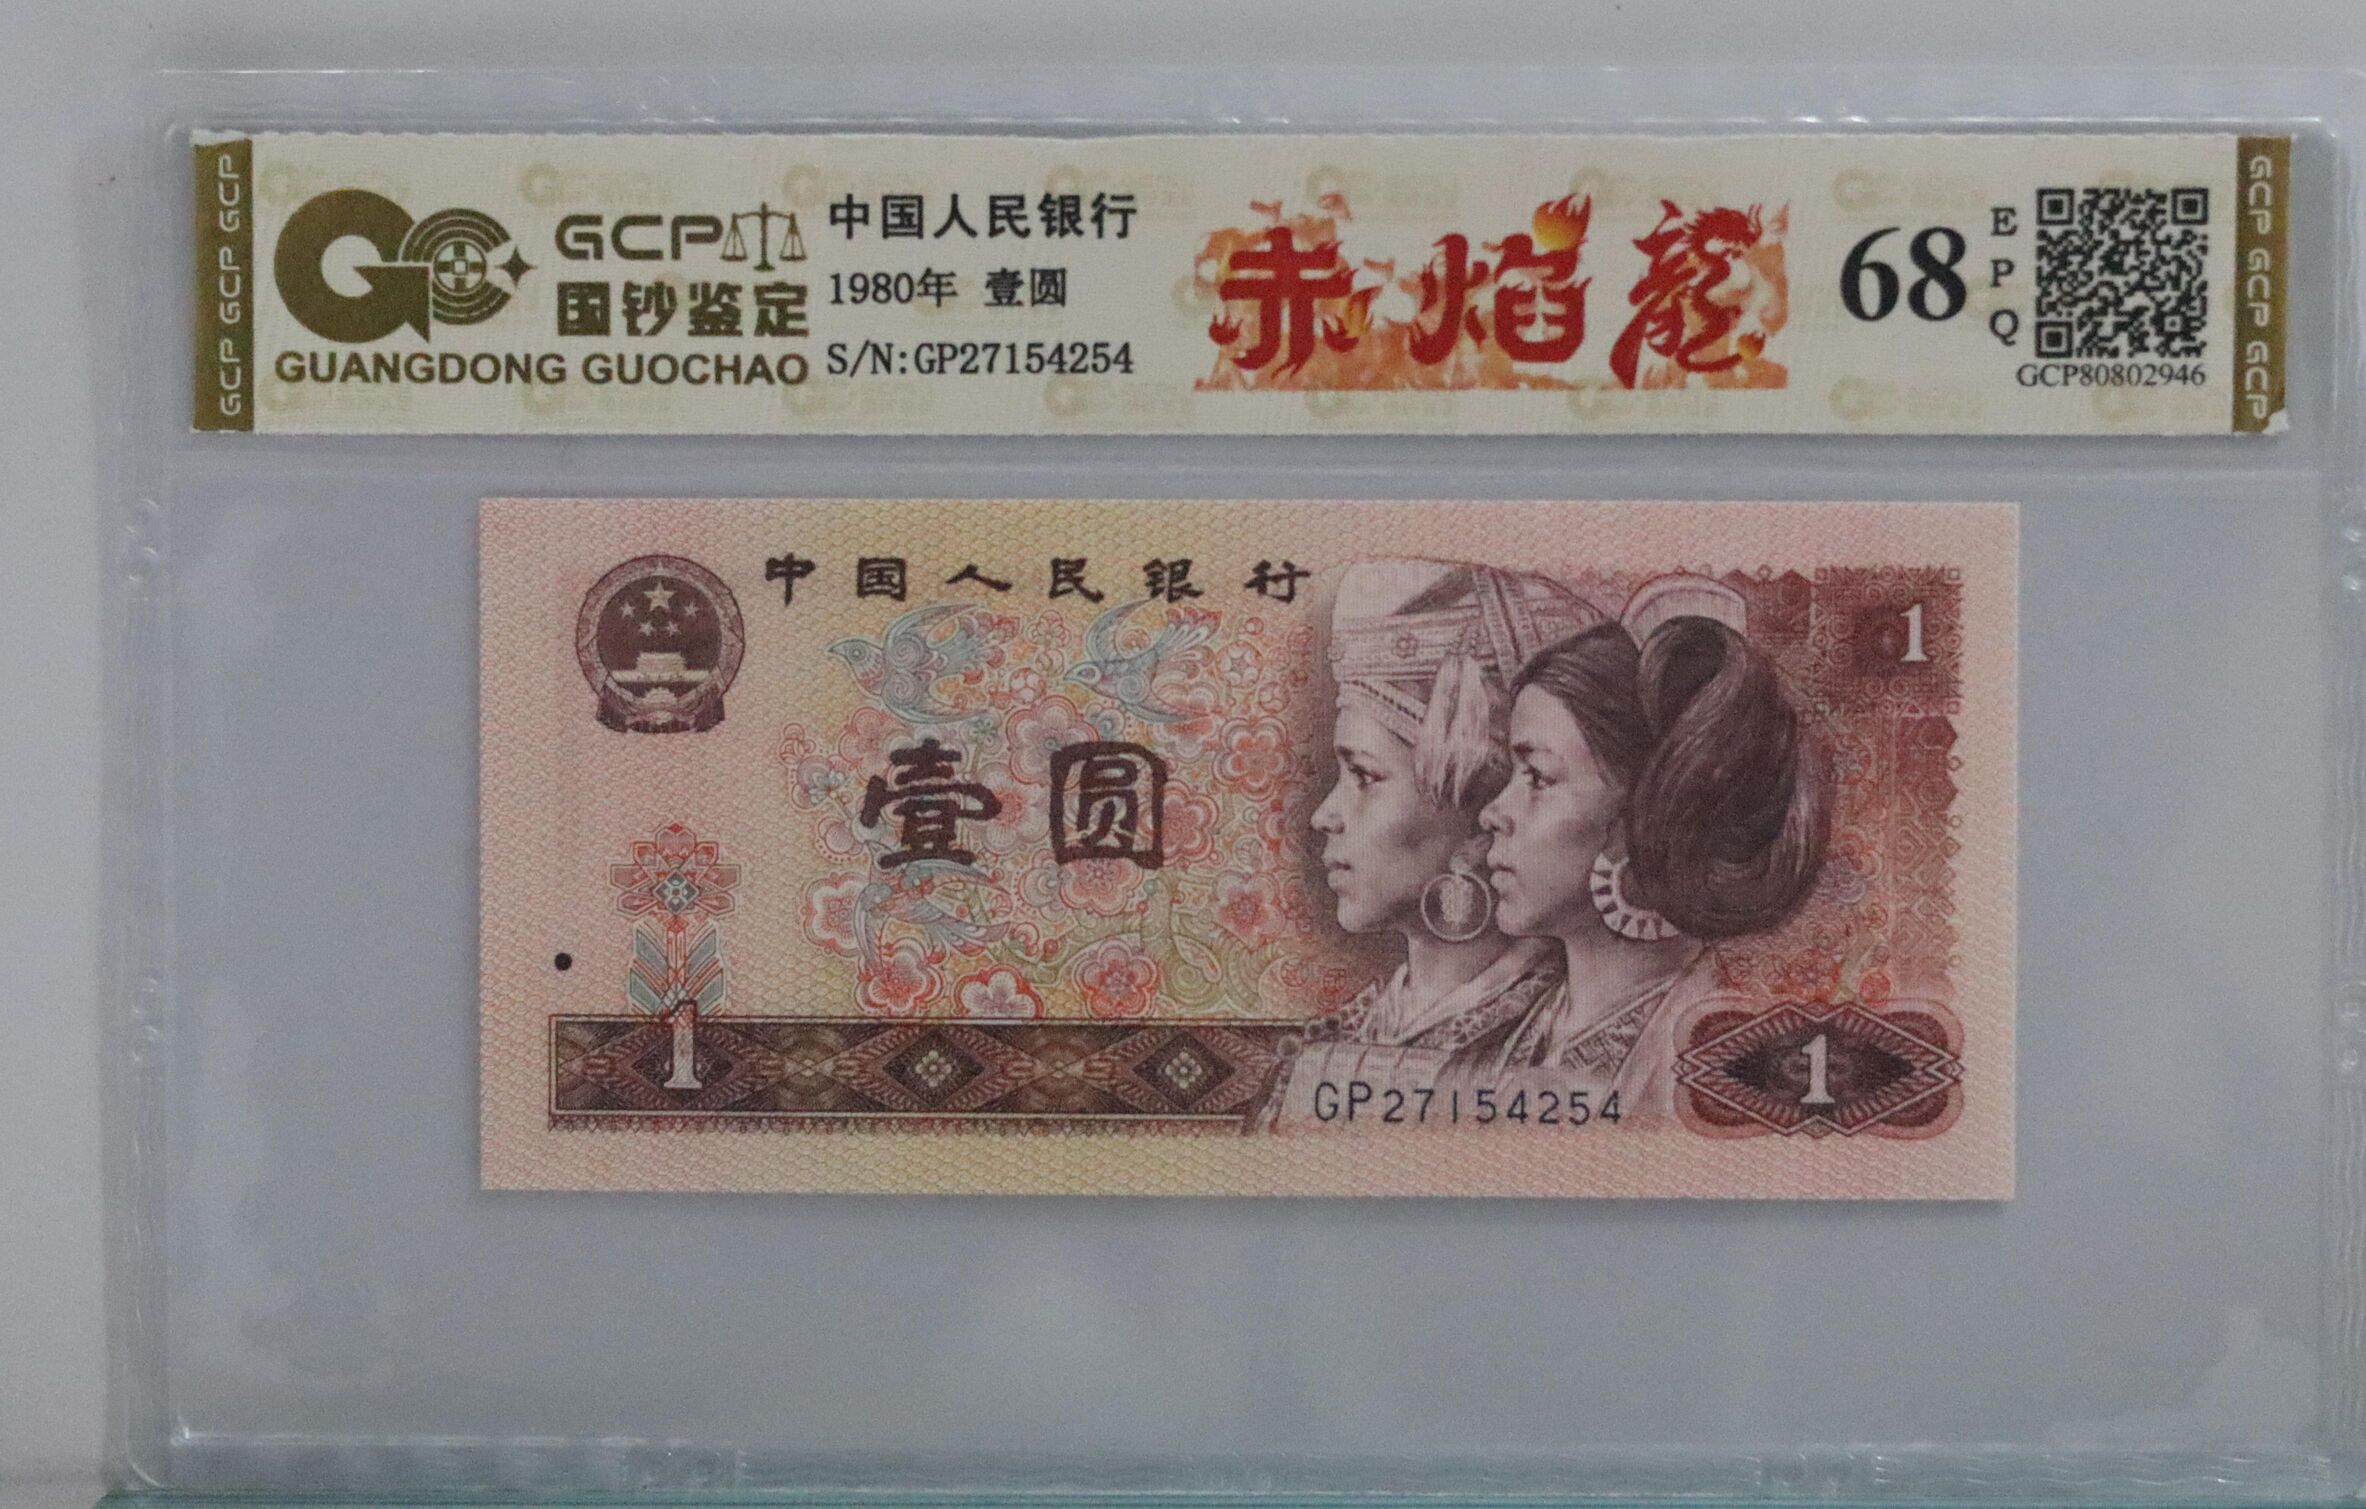 GCP GCP GCP
GCP
国钞鉴定
GUANGDONG GUOCHAO
中国人民银行
1980年 壹圆
S/N:GP27154254
赤焰龍
68
E
P
Q
GCP80802946
GCP GCP GCP
中国人民银行
1
壹圆
1
GP27154254
1